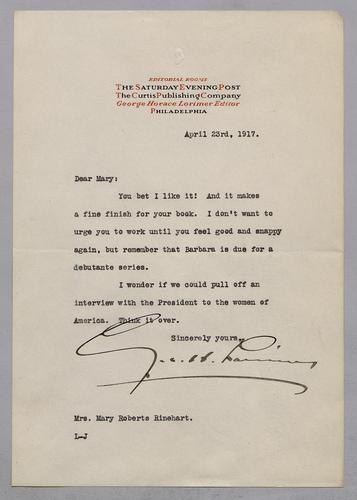 EDITORIAL ROOMS
THE SATURDAY EVENING POST
The Curtis Publishing Company
George Horace Lorimer Editor
PHILADELPHIA
April 23rd, 1917.
Dear Mary:
You bet I like it! And it makes
a fine finish for your book. I don't want to
urge you to work until you feel good and snappy
again, but remember that Barbara is due for a
debutante series.
I wonder if we could pull off an
interview with the President to the women of
America. Think it over.
Sincerely yours,
Geo. H. Lorimer
Mrs. Mary Roberts Rinehart.
L-J